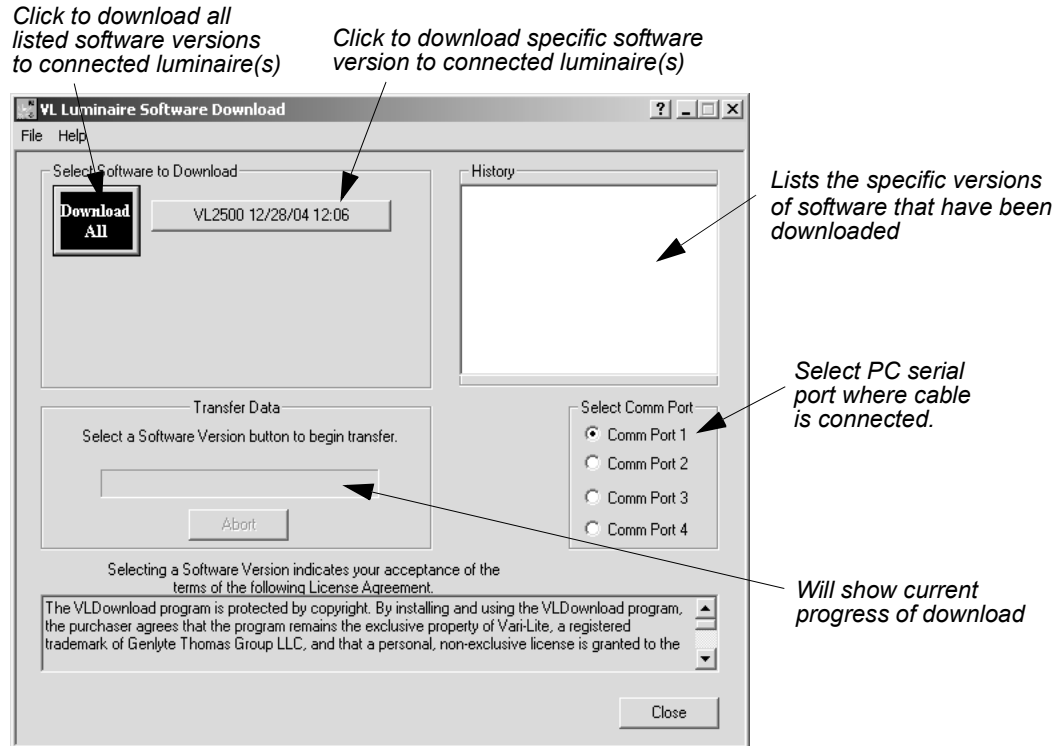 Click to download all
listed software versions
to connected luminaire(s)
Click to download specific software
version to connected luminaire(s)
VL Luminaire Software Download
File Help
Select Software to Download
Download
All
VL2500 12/28/04 12:06
History
Lists the specific versions
of software that have been
downloaded
Transfer Data
Select a Software Version button to begin transfer.
Abort
Select Comm Port
Comm Port 1
Comm Port 2
Comm Port 3
Comm Port 4
Select PC serial
port where cable
is connected.
Selecting a Software Version indicates your acceptance of the
terms of the following License Agreement.
The VLDownload program is protected by copyright. By installing and using the VLDownload program,
the purchaser agrees that the program remains the exclusive property of Vari-Lite, a registered
trademark of Genlyte Thomas Group LLC, and that a personal, non-exclusive license is granted to the
Will show current
progress of download
Close